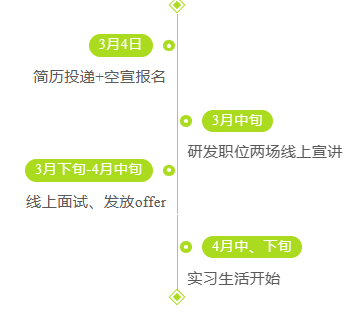 3月4日
简历投递+空宣报名
3月中旬
研发职位两场线上宣讲
3月下旬-4月中旬
线上面试、发放offer
4月中、下旬
实习生活开始